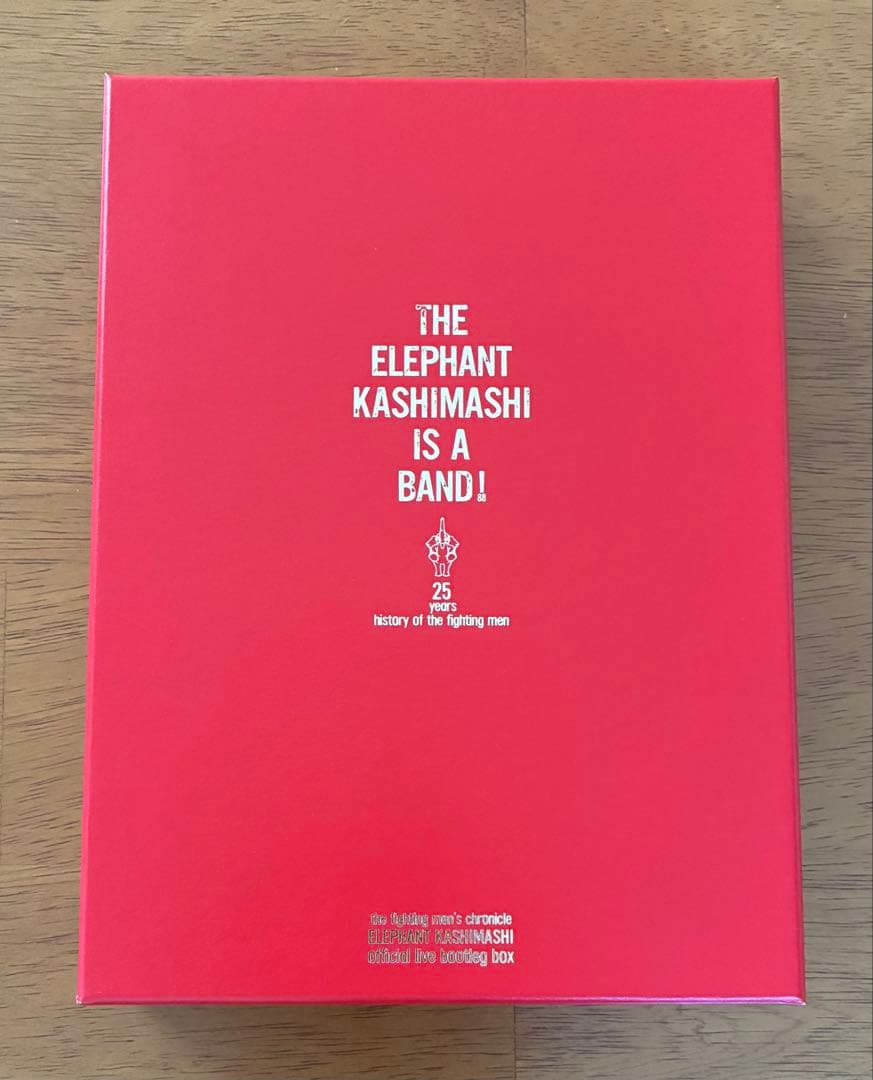 THE
ELEPHANT
KASHIMASHI
IS A
BAND!
88
25
years
history of the fighting men
the fighting men's chronicle
ELEPHANT KASHIMASHI
official live bootleg box